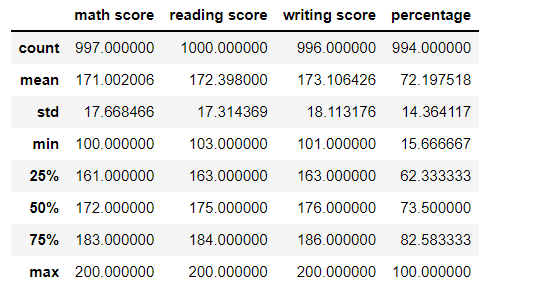 math score reading score writing score percentage
count 997.000000 1000.000000 996.000000 994.000000
mean 171.002006 172.398000 173.106426 72.197518
std 17.668466 17.314369 18.113176 14.364117
min 100.000000 103.000000 101.000000 15.666667
25% 161.000000 163.000000 163.000000 62.333333
50% 172.000000 175.000000 176.000000 73.500000
75% 183.000000 184.000000 186.000000 82.583333
max 200.000000 200.000000 200.000000 100.000000